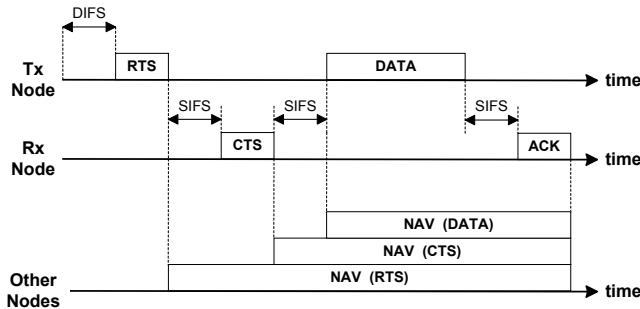 DIFS
RTS
DATA
Tx
Node
time
SIFS
SIFS
SIFS
CTS
ACK
Rx
Node
time
NAV (DATA)
NAV (CTS)
NAV (RTS)
Other
Nodes
time